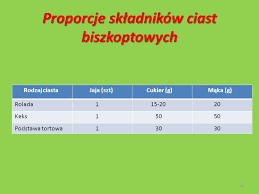 Proporcje składników ciast
biszkoptowych
Rodzaj ciasta Jaja (szt) Cukier (g) Mąka (g)
Rolada 1 15-20 20
Keks 1 50 50
Podstawa tortowa 1 30 30